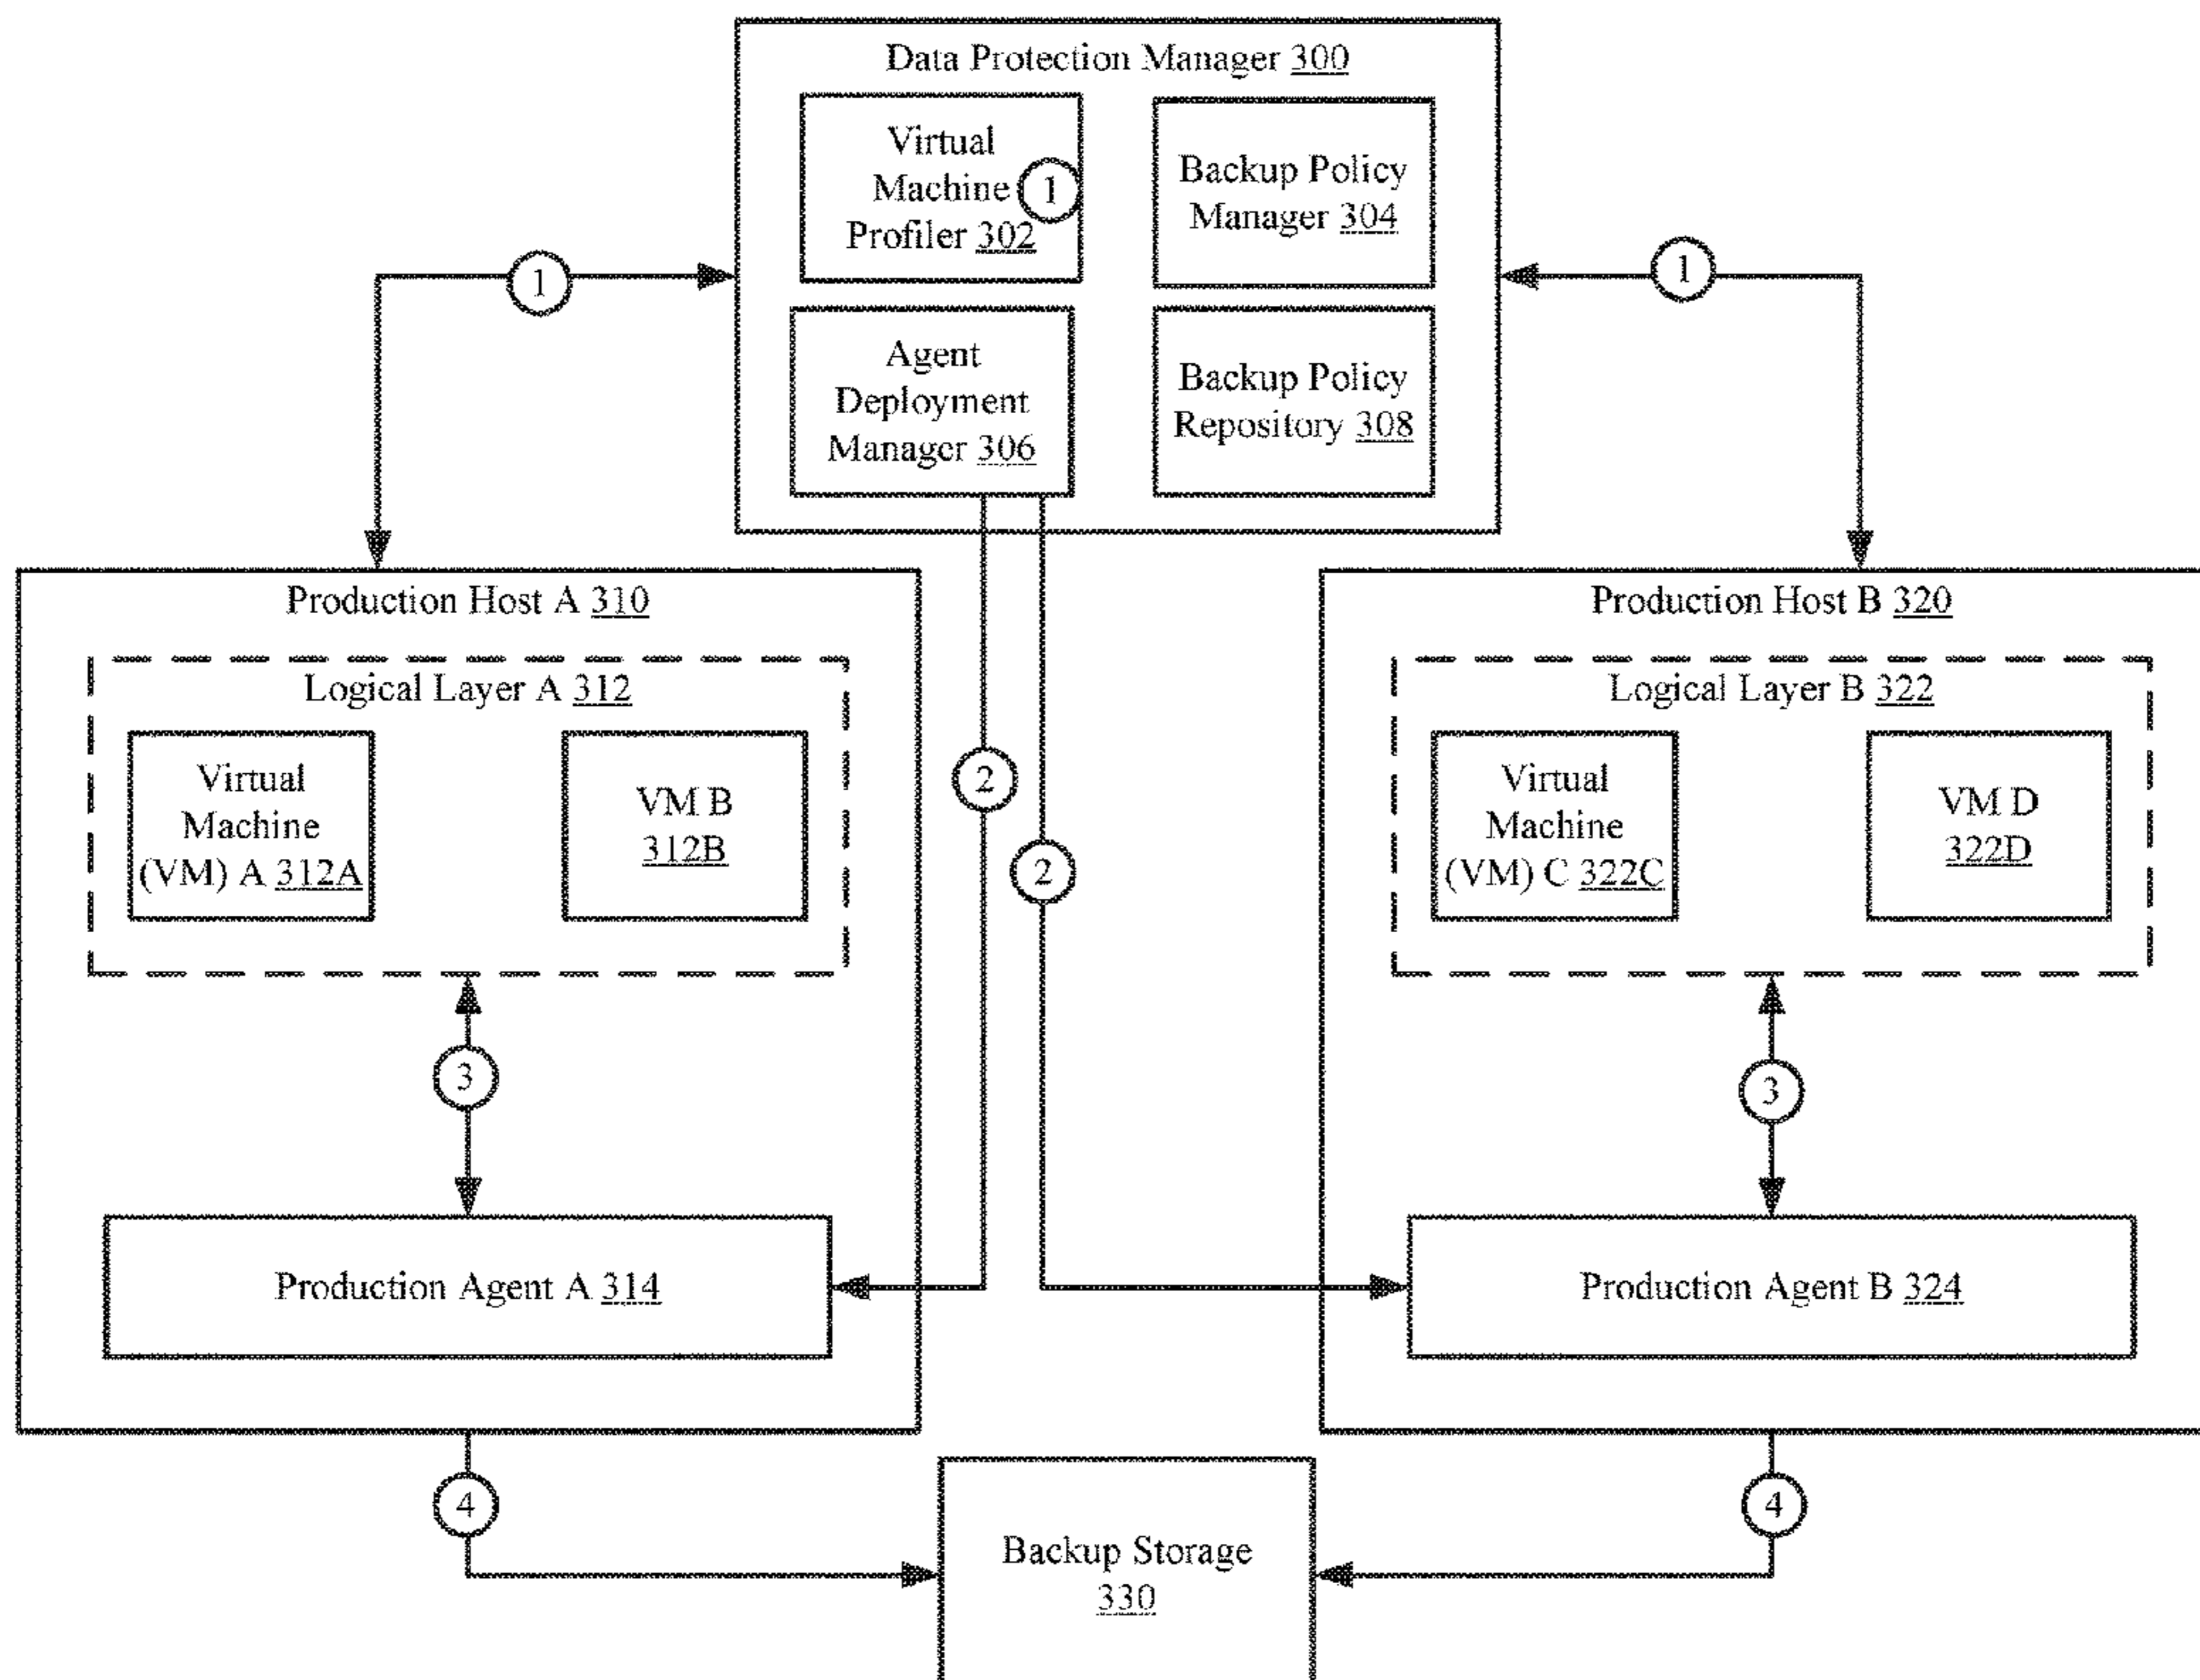 Data Protection Manager 300
Virtual
Machine
Profiler 302
1
Backup Policy
Manager 304
1
1
Agent
Deployment
Manager 306
Backup Policy
Repository 308
Production Host A 310
Logical Layer A 312
Virtual
Machine
(VM) A 312A
VM B
312B
2
2
Production Host B 320
Logical Layer B 322
Virtual
Machine
(VM) C 322C
VM D
322D
3
3
Production Agent A 314
Production Agent B 324
4
4
Backup Storage
330